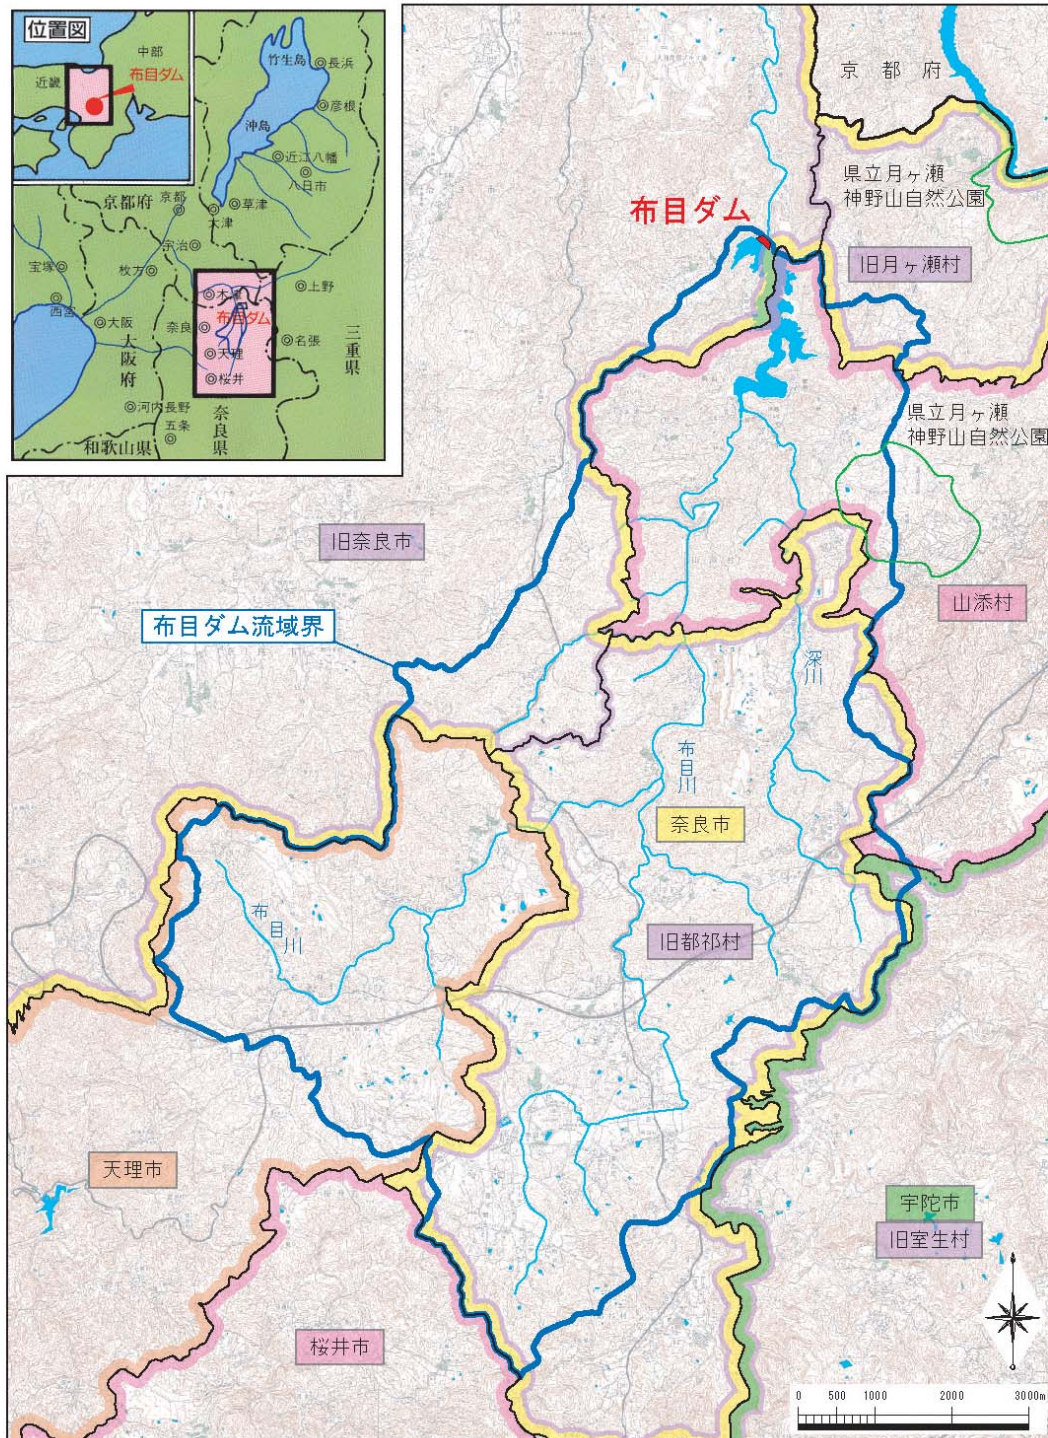 位置図
中部
近畿
布目ダム
竹生島
長浜
彦根
沖島
近江八幡
八日市
京都府
京都
草津
大津
宇治
宝塚
枚方
上野
木津
西宮
布目ダム
大阪
奈良
名張
大阪府
三重県
天理
桜井
河内長野
奈良県
五条
和歌山県
京都府
県立月ヶ瀬
神野山自然公園
布目ダム
旧月ヶ瀬村
県立月ヶ瀬
神野山自然公園
旧奈良市
山添村
布目ダム流域界
深川
布目川
奈良市
布目川
旧都祁村
天理市
宇陀市
旧室生村
桜井市
0 500 1000 2000 3000m